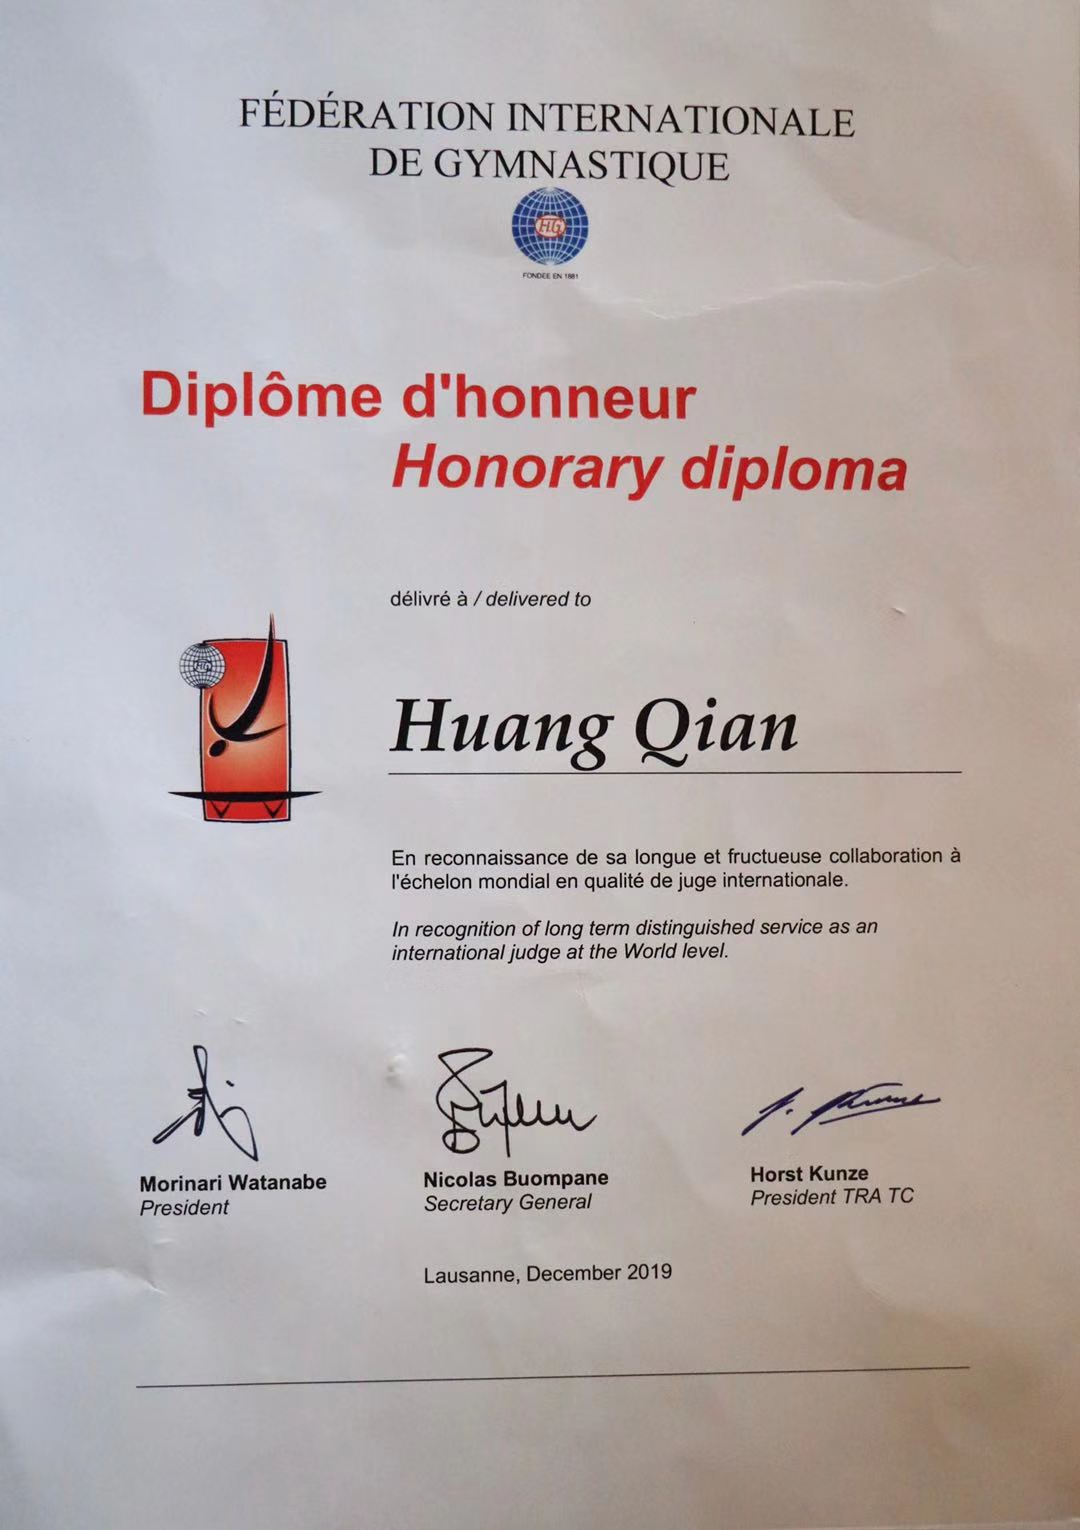 FÉDÉRATION INTERNATIONALE
DE GYMNASTIQUE
FIG
FONDEE EN 1881
Diplôme d'honneur
Honorary diploma
délivré à / delivered to
FIG
Huang Qian
En reconnaissance de sa longue et fructueuse collaboration à
l'échelon mondial en qualité de juge internationale.
In recognition of long term distinguished service as an
international judge at the World level.
Morinari Watanabe
President
Nicolas Buompane
Secretary General
Horst Kunze
President TRA TC
Lausanne, December 2019